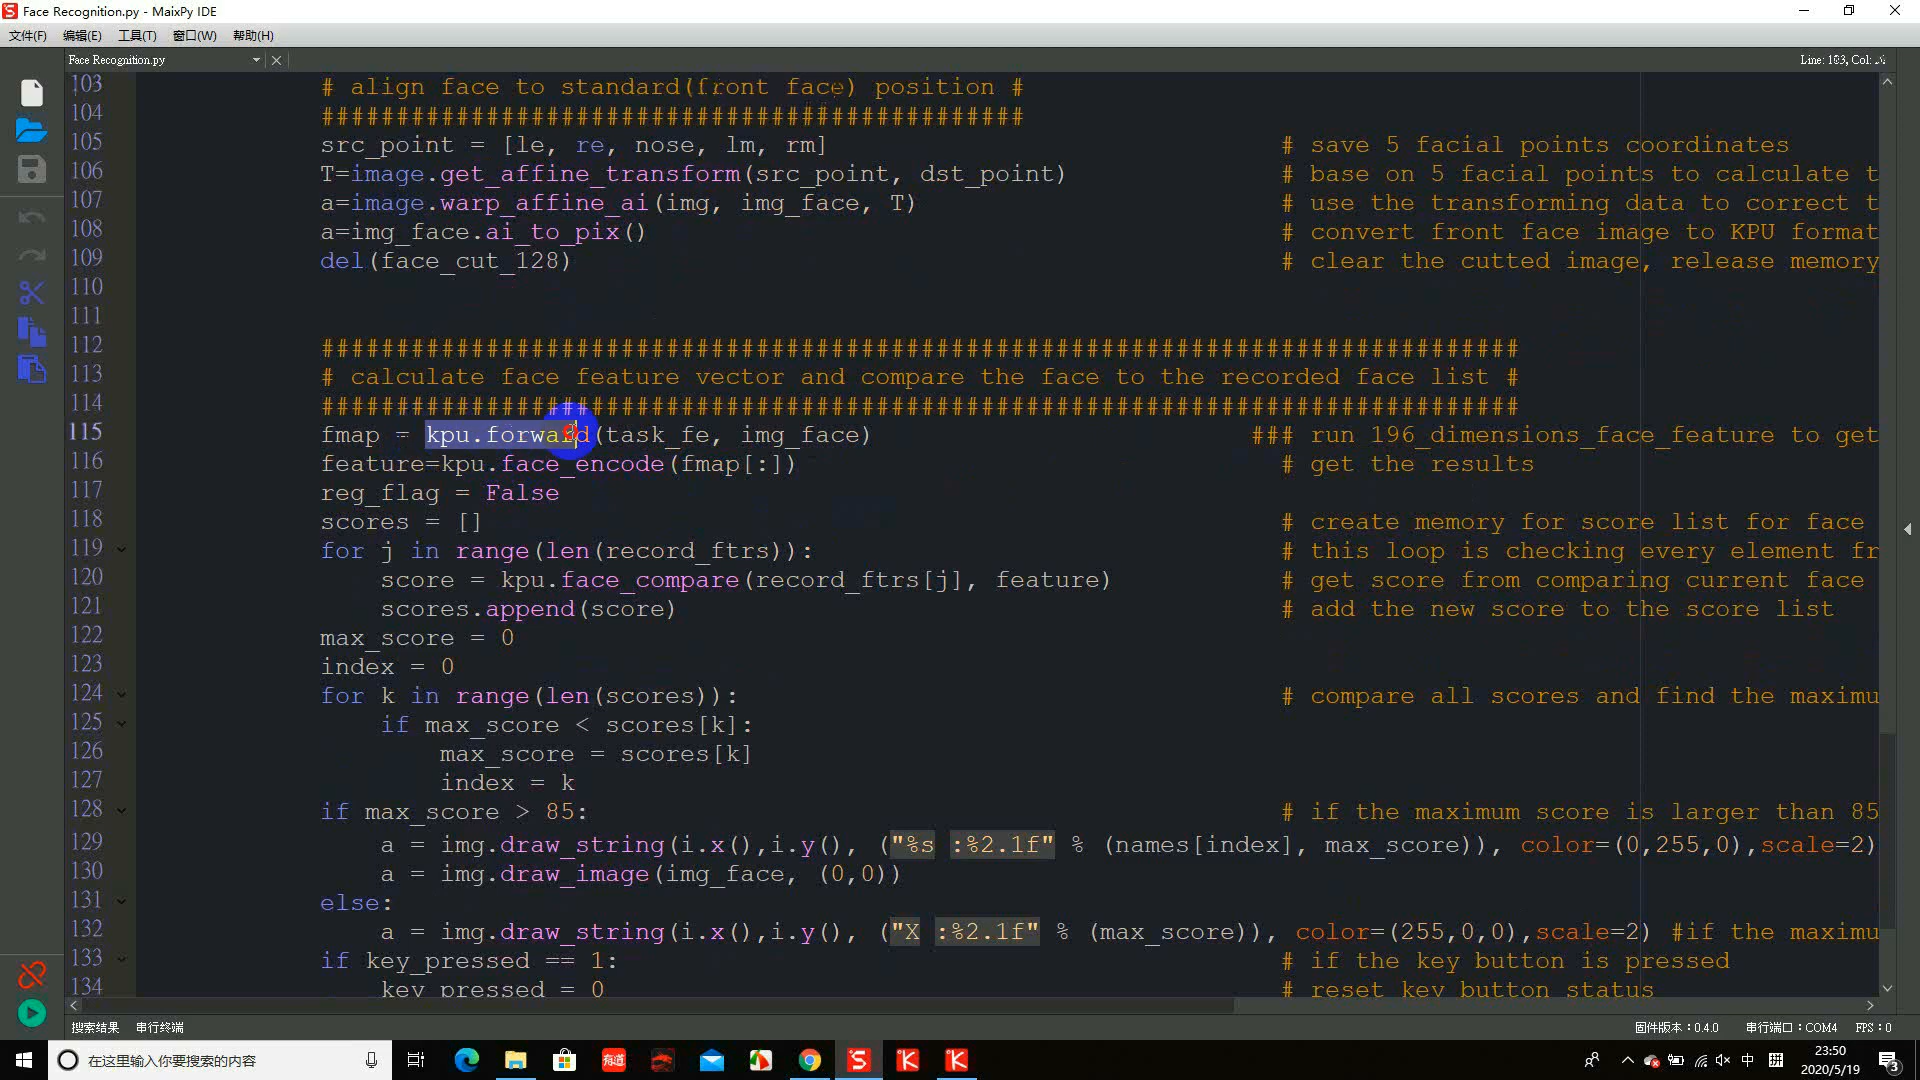 Face Recognition.py - MaixPy IDE
文件(F) 编辑(E) 工具(T) 窗口(W) 帮助(H)
Face Recognition.py
Line: 103, Col:
103 # align face to standard(front face) position #
104 ###############################################
105 src_point = [le, re, nose, lm, rm] # save 5 facial points coordinates
106 T=image.get_affine_transform(src_point, dst_point) # base on 5 facial points to calculate t
107 a=image.warp_affine_ai(img, img_face, T) # use the transforming data to correct t
108 a=img_face.ai_to_pix() # convert front face image to KPU format
109 del(face_cut_128) # clear the cutted image, release memory
110
111
112 ################################################################################
113 # calculate face feature vector and compare the face to the recorded face list #
114 ################################################################################
115 fmap = kpu.forward(task_fe, img_face) ### run 196_dimensions_face_feature to get
116 feature=kpu.face_encode(fmap[:]) # get the results
117 reg_flag = False
118 scores = [] # create memory for score list for face
119 for j in range(len(record_ftrs)): # this loop is checking every element fr
120 score = kpu.face_compare(record_ftrs[j], feature) # get score from comparing current face
121 scores.append(score) # add the new score to the score list
122 max_score = 0
123 index = 0
124 for k in range(len(scores)): # compare all scores and find the maximu
125 if max_score < scores[k]:
126 max_score = scores[k]
127 index = k
128 if max_score > 85: # if the maximum score is larger than 85
129 a = img.draw_string(i.x(),i.y(), ("%s :%2.1f" % (names[index], max_score)), color=(0,255,0),scale=2)
130 a = img.draw_image(img_face, (0,0))
131 else:
132 a = img.draw_string(i.x(),i.y(), ("X :%2.1f" % (max_score)), color=(255,0,0),scale=2) #if the maximu
133 if key_pressed == 1: # if the key button is pressed
134 key_pressed = 0 # reset key button status
搜索结果 串行终端
固件版本：0.4.0 串行端口：COM4 FPS：0
在这里输入你要搜索的内容
有道
中
23:50
2020/5/19
3